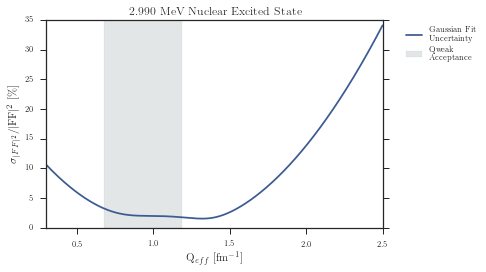 2.990 MeV Nuclear Excited State
35
30
25
20
15
10
5
0
σ|FF|²/|FF|² [%]
0.5 1.0 1.5 2.0 2.5
Q_eff [fm⁻¹]
Gaussian Fit
Uncertainty
Qweak
Acceptance